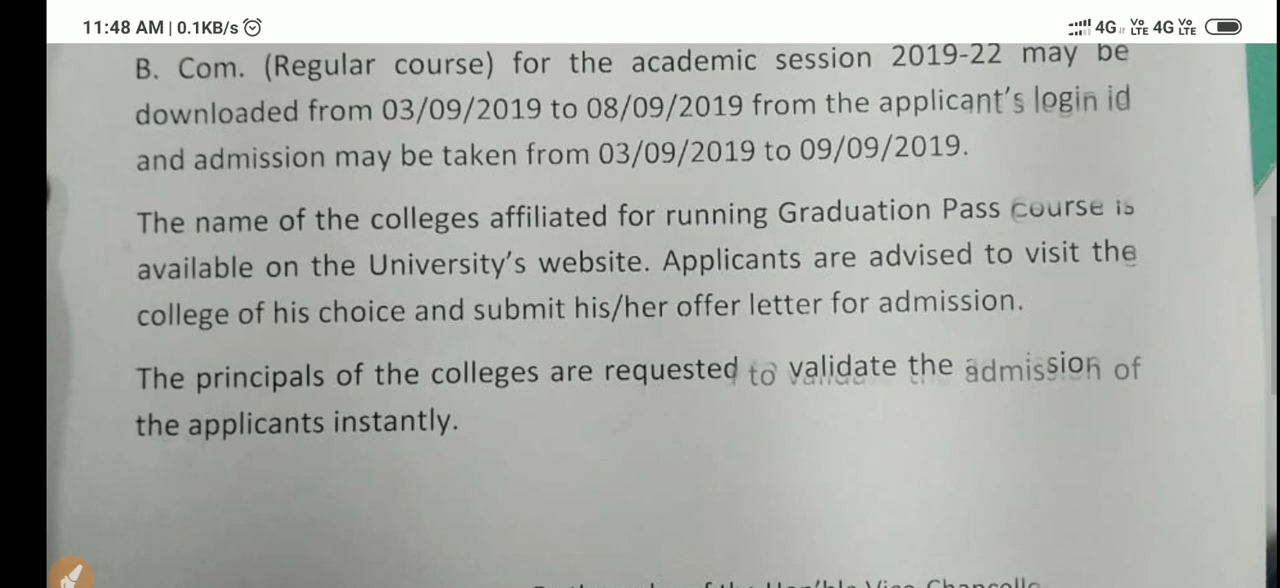 11:48 AM | 0.1KB/s
4G Vo LTE 4G Vo LTE
B. Com. (Regular course) for the academic session 2019-22 may be
downloaded from 03/09/2019 to 08/09/2019 from the applicant's login id
and admission may be taken from 03/09/2019 to 09/09/2019.
The name of the colleges affiliated for running Graduation Pass course is
available on the University's website. Applicants are advised to visit the
college of his choice and submit his/her offer letter for admission.
The principals of the colleges are requested to validate the admission of
the applicants instantly.